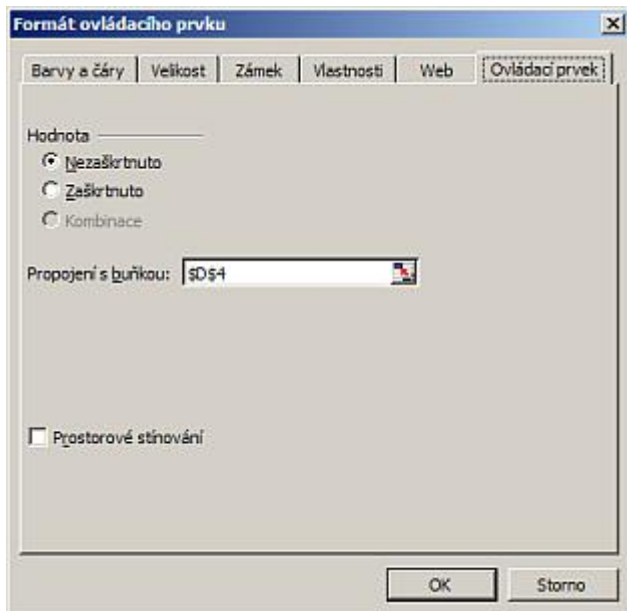 Formát ovládacího prvku
Barvy a čáry Velikost Zámek Vlastnosti Web Ovládací prvek
Hodnota
Nezaškrtnuto
Zaškrtnuto
Kombinace
Propojení s buňkou: $D$4
Prostorové stínování
OK Storno